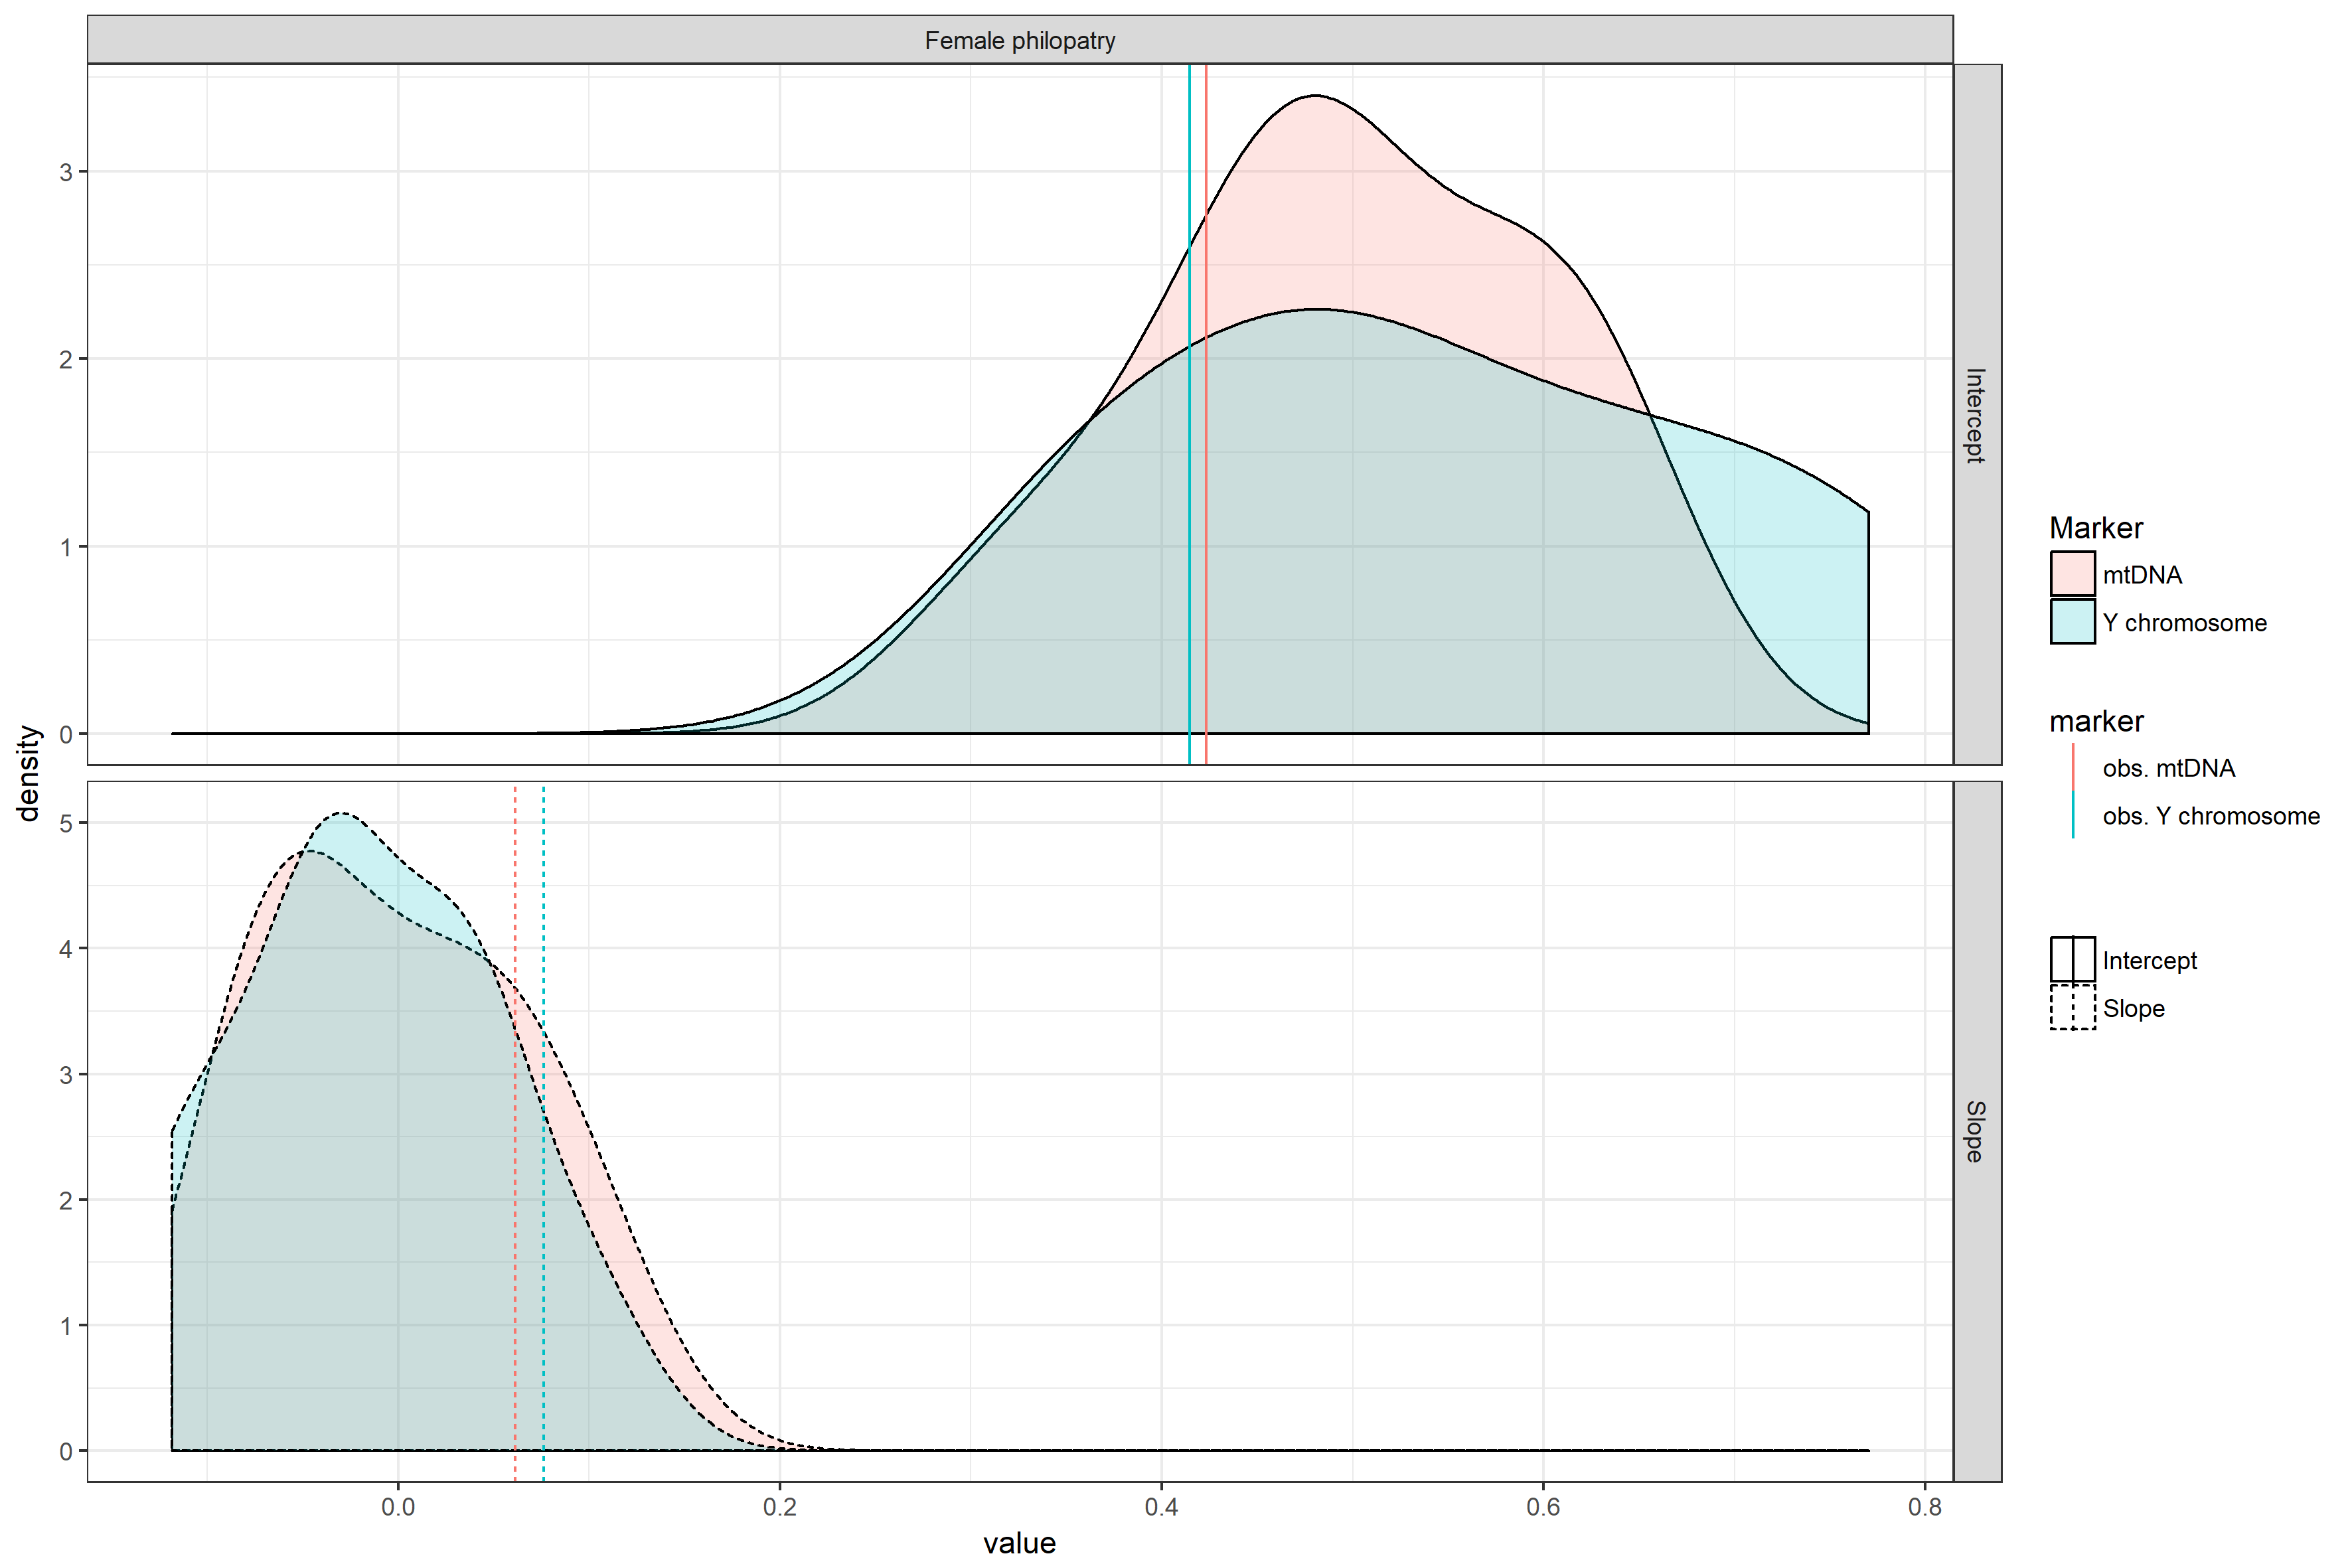 Female philopatry
3
2
1
0
Intercept
density
5
4
3
2
1
0
Slope
0.0
0.2
0.4
0.6
0.8
value
Marker
mtDNA
Y chromosome
marker
obs. mtDNA
obs. Y chromosome
Intercept
Slope